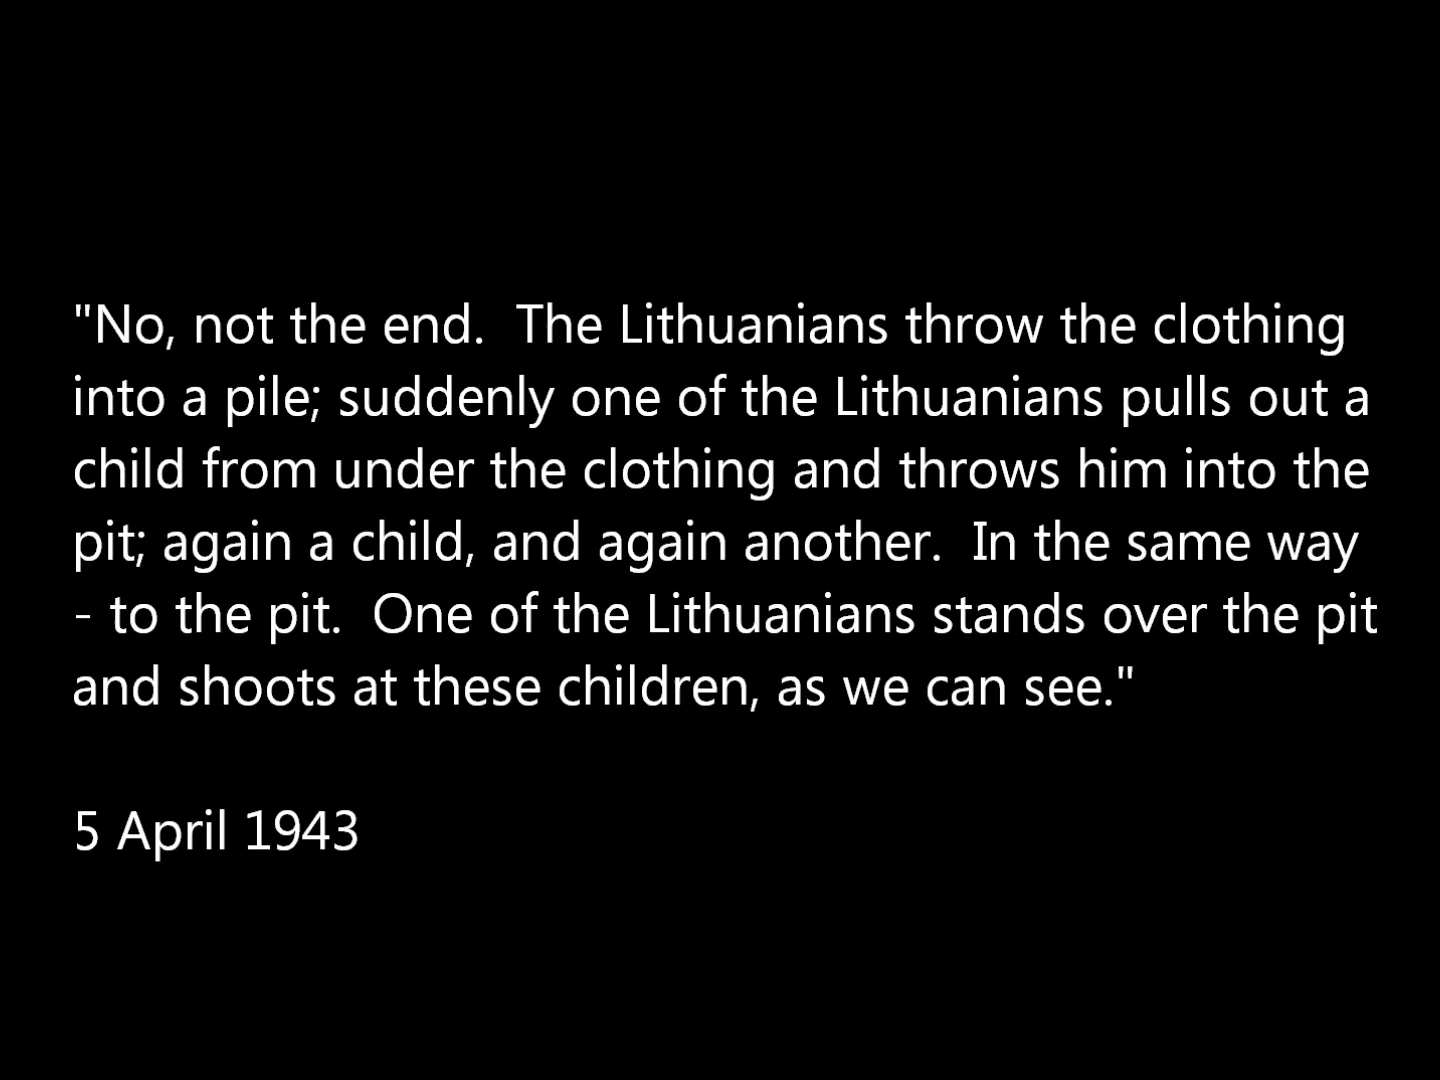 "No, not the end.  The Lithuanians throw the clothing
into a pile; suddenly one of the Lithuanians pulls out a
child from under the clothing and throws him into the
pit; again a child, and again another.  In the same way
- to the pit.  One of the Lithuanians stands over the pit
and shoots at these children, as we can see."
5 April 1943